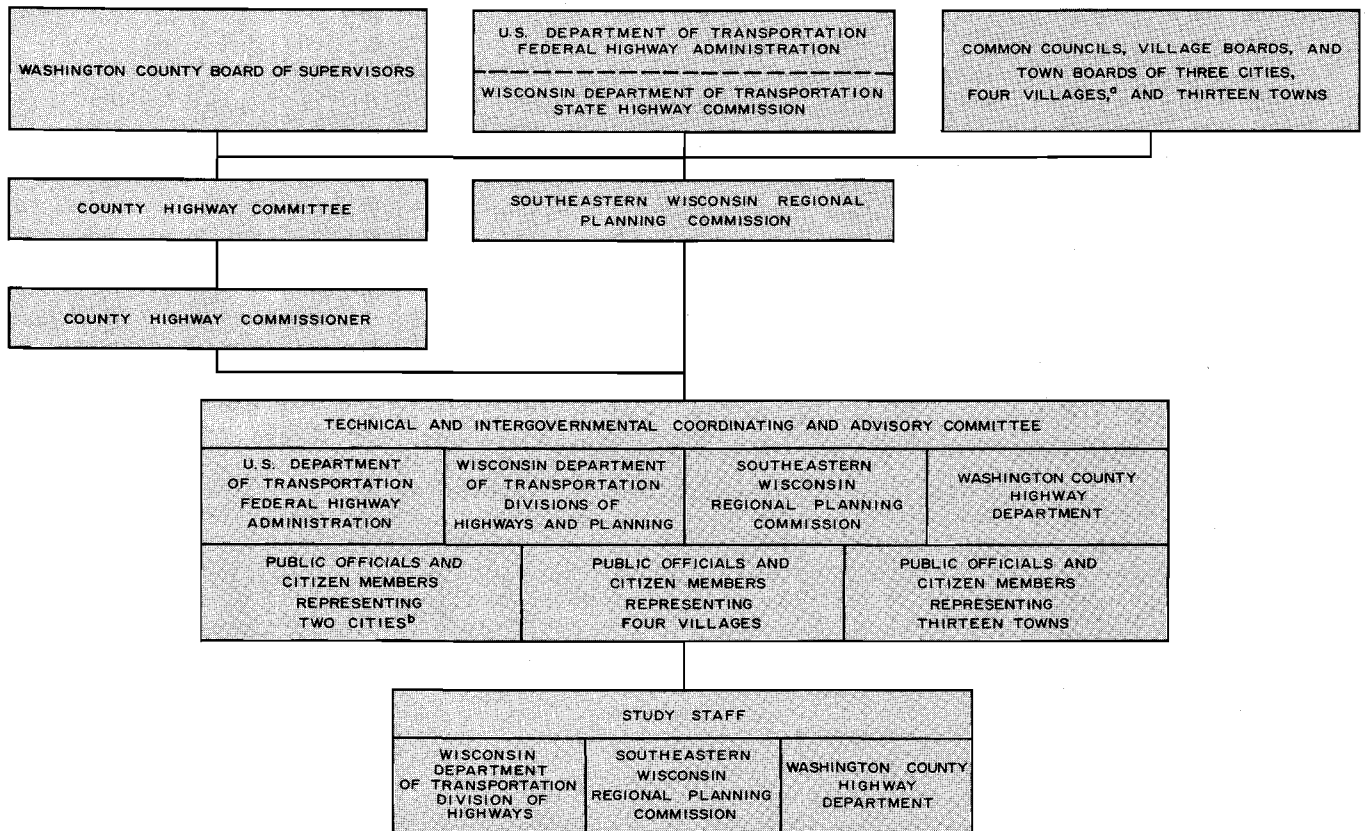 WASHINGTON COUNTY BOARD OF SUPERVISORS
U.S. DEPARTMENT OF TRANSPORTATION
FEDERAL HIGHWAY ADMINISTRATION
WISCONSIN DEPARTMENT OF TRANSPORTATION
STATE HIGHWAY COMMISSION
COMMON COUNCILS, VILLAGE BOARDS, AND
TOWN BOARDS OF THREE CITIES,
FOUR VILLAGES,ᵃ AND THIRTEEN TOWNS
COUNTY HIGHWAY COMMITTEE
SOUTHEASTERN WISCONSIN REGIONAL
PLANNING COMMISSION
COUNTY HIGHWAY COMMISSIONER
TECHNICAL AND INTERGOVERNMENTAL COORDINATING AND ADVISORY COMMITTEE
U.S. DEPARTMENT
OF TRANSPORTATION
FEDERAL HIGHWAY
ADMINISTRATION
WISCONSIN DEPARTMENT
OF TRANSPORTATION
DIVISIONS OF
HIGHWAYS AND PLANNING
SOUTHEASTERN
WISCONSIN
REGIONAL PLANNING
COMMISSION
WASHINGTON COUNTY
HIGHWAY
DEPARTMENT
PUBLIC OFFICIALS AND
CITIZEN MEMBERS
REPRESENTING
TWO CITIESᵇ
PUBLIC OFFICIALS AND
CITIZEN MEMBERS
REPRESENTING
FOUR VILLAGES
PUBLIC OFFICIALS AND
CITIZEN MEMBERS
REPRESENTING
THIRTEEN TOWNS
STUDY STAFF
WISCONSIN
DEPARTMENT
OF TRANSPORTATION
DIVISION OF
HIGHWAYS
SOUTHEASTERN
WISCONSIN
REGIONAL PLANNING
COMMISSION
WASHINGTON COUNTY
HIGHWAY
DEPARTMENT